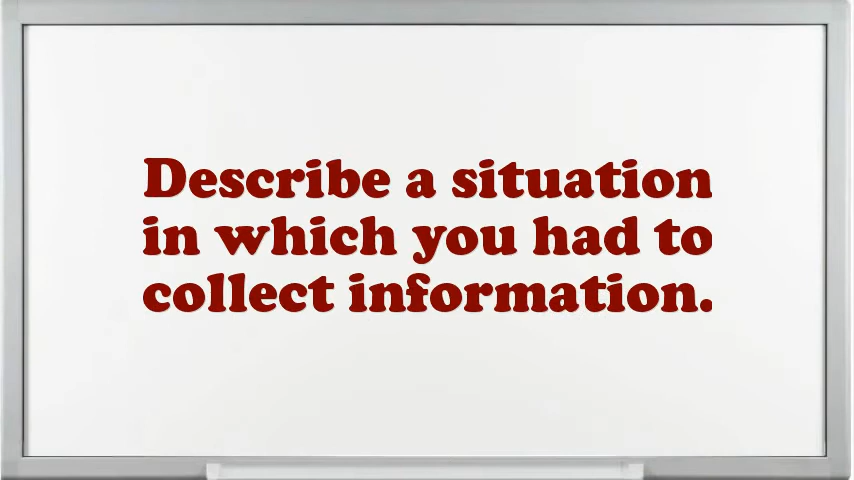 Describe a situation
in which you had to
collect information.